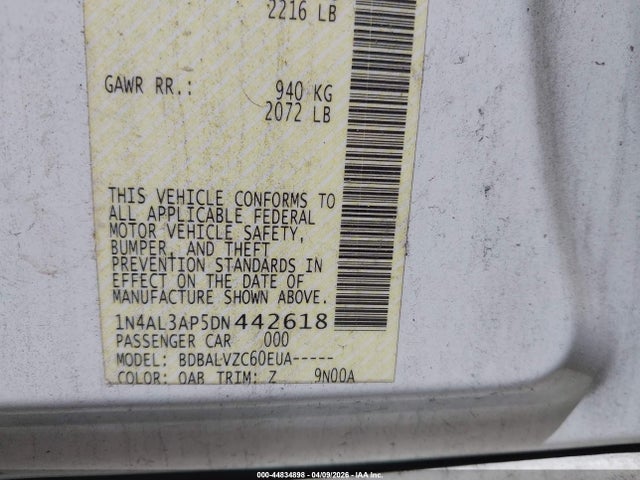 2216 LB
GAWR RR.: 940 KG
2072 LB
THIS VEHICLE CONFORMS TO
ALL APPLICABLE FEDERAL
MOTOR VEHICLE SAFETY,
BUMPER, AND THEFT
PREVENTION STANDARDS IN
EFFECT ON THE DATE OF
MANUFACTURE SHOWN ABOVE.
1N4AL3AP5DN442618
PASSENGER CAR 000
MODEL: BDBALVZC60EUA-----
COLOR: QAB TRIM: Z 9N00A
000-44834898 - 04/09/2026 - IAA Inc.